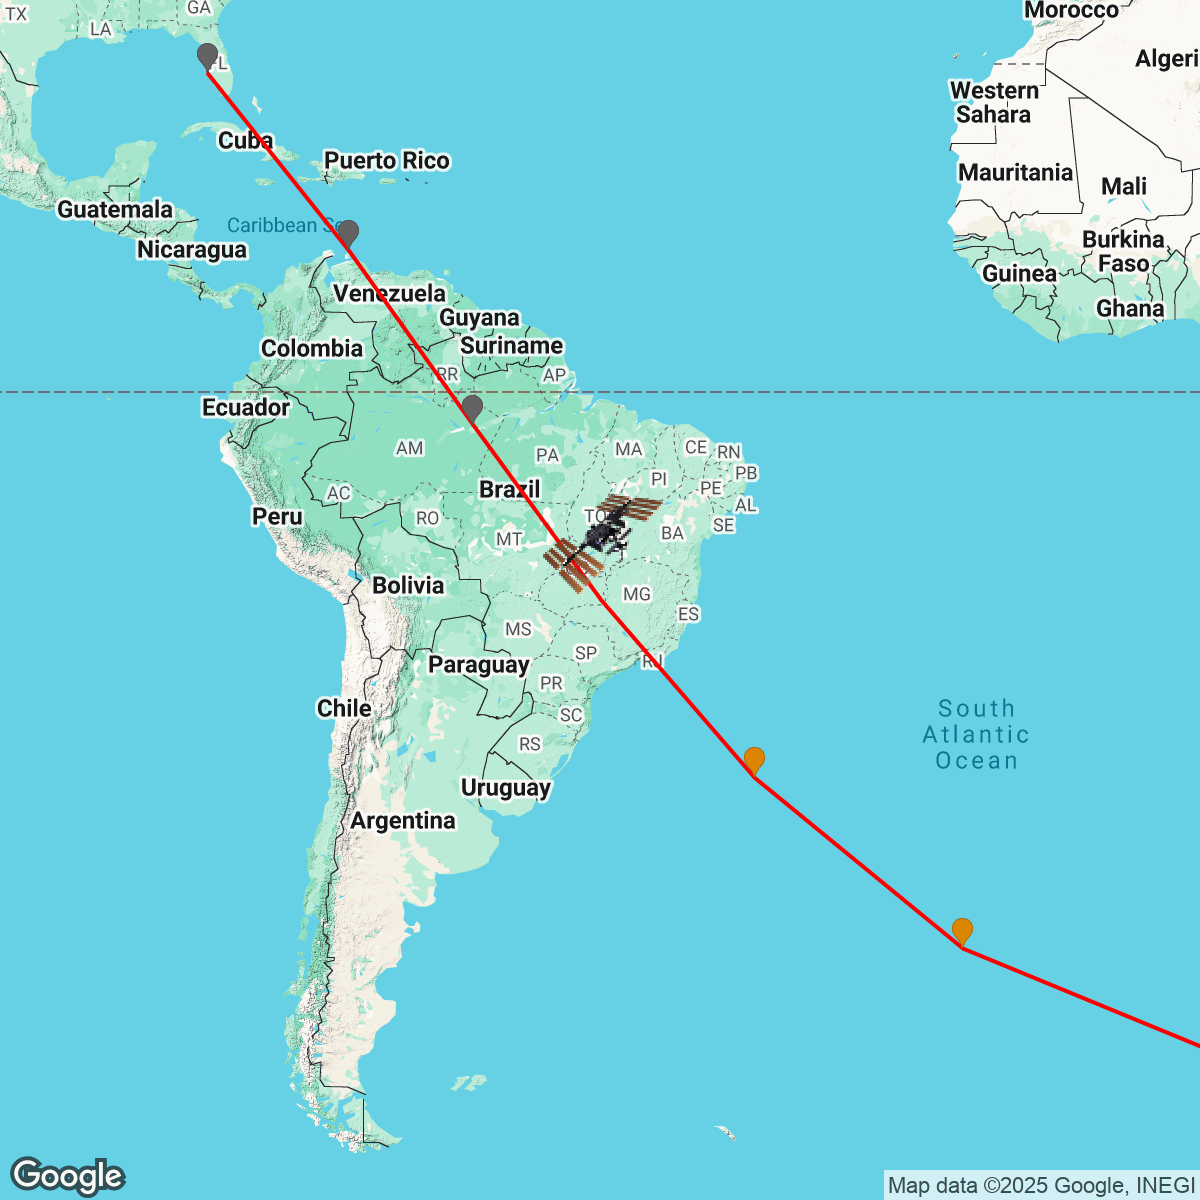 TX
LA
GA
FL
Morocco
Algeri
Western
Sahara
Cuba
Puerto Rico
Mauritania
Mali
Guatemala
Caribbean Se
Nicaragua
Burkina
Faso
Guinea
Ghana
Venezuela
Guyana
Suriname
Colombia
RR
AP
Ecuador
AM
PA
MA
CE
RN
PI
PB
PE
AL
SE
Brazil
AC
RO
TO
BA
Peru
MT
Bolivia
MG
ES
MS
SP
RJ
Paraguay
PR
SC
Chile
RS
South
Atlantic
Ocean
Uruguay
Argentina
Google
Map data ©2025 Google, INEGI